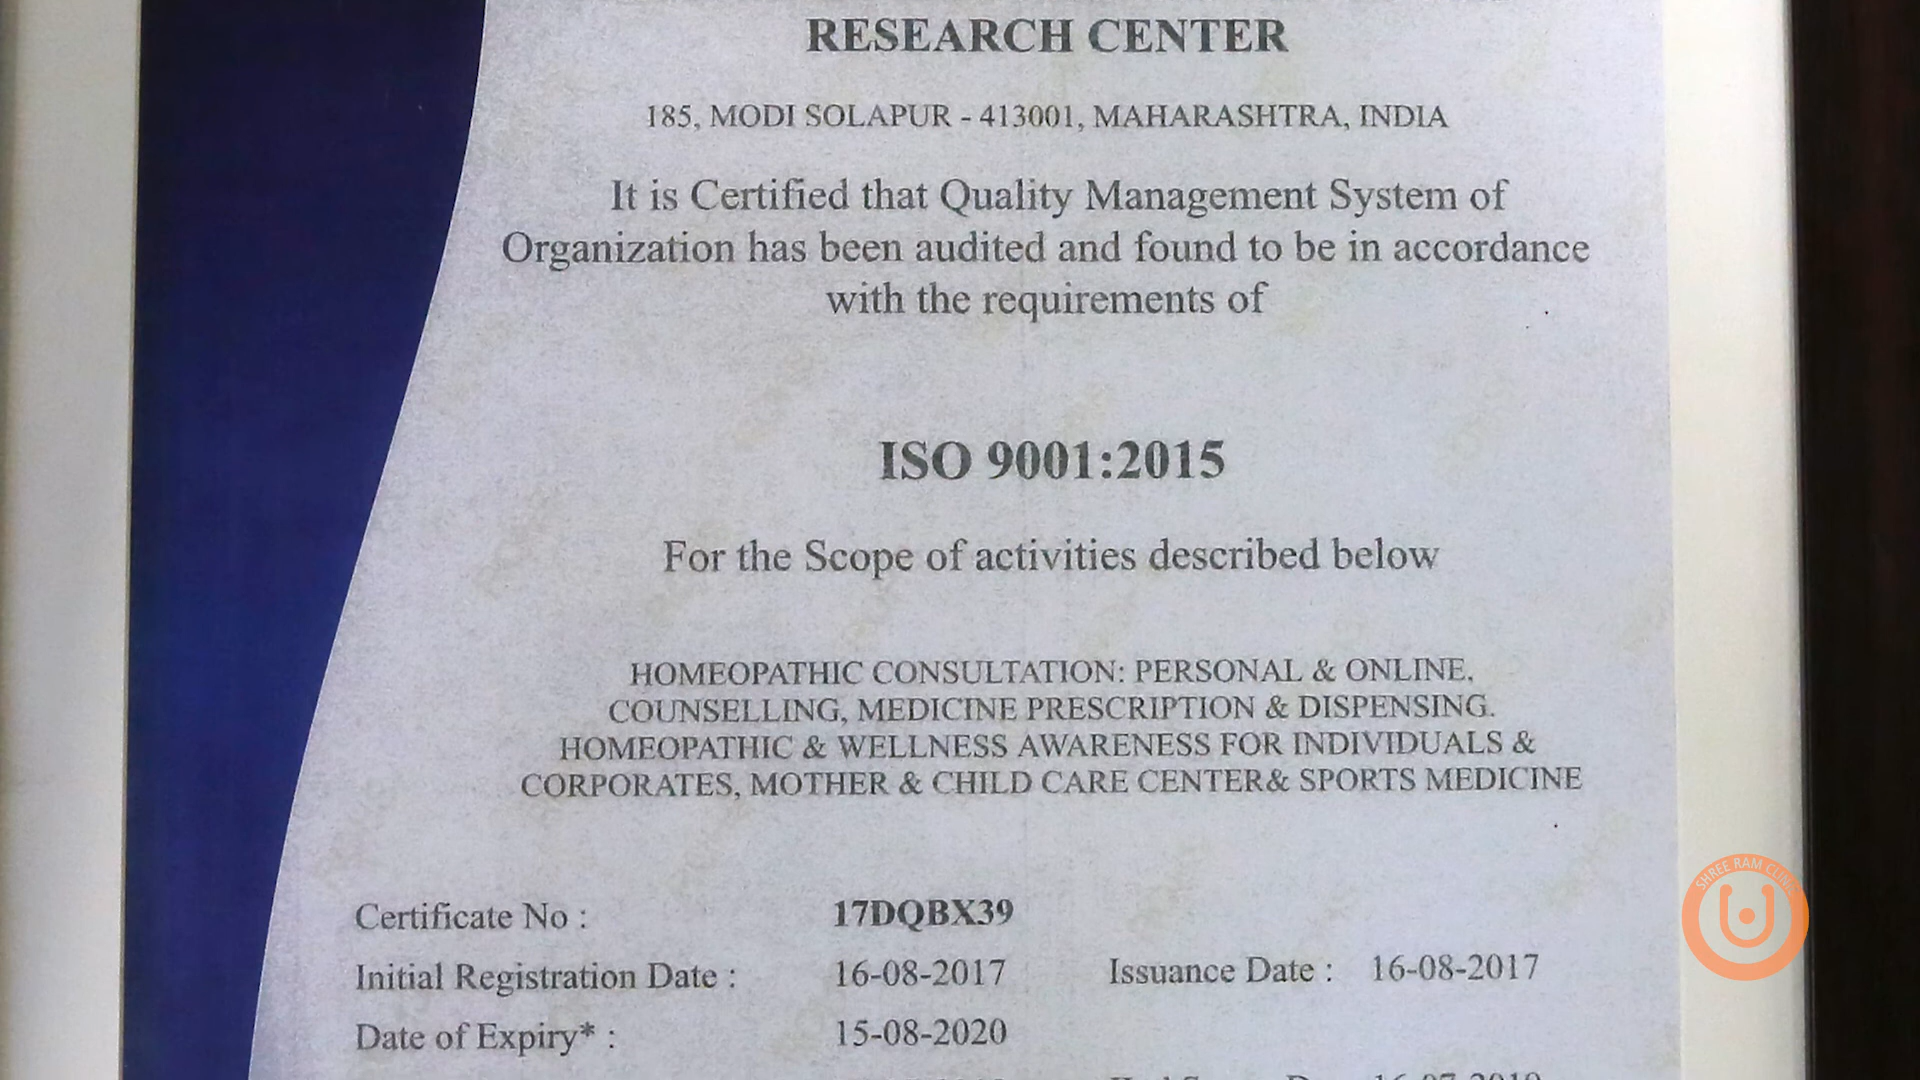 RESEARCH CENTER
185, MODI SOLAPUR - 413001, MAHARASHTRA, INDIA
It is Certified that Quality Management System of
Organization has been audited and found to be in accordance
with the requirements of
ISO 9001:2015
For the Scope of activities described below
HOMEOPATHIC CONSULTATION: PERSONAL & ONLINE,
COUNSELLING, MEDICINE PRESCRIPTION & DISPENSING.
HOMEOPATHIC & WELLNESS AWARENESS FOR INDIVIDUALS &
CORPORATES, MOTHER & CHILD CARE CENTER& SPORTS MEDICINE
Certificate No : 17DQBX39
Initial Registration Date : 16-08-2017 Issuance Date : 16-08-2017
Date of Expiry* : 15-08-2020
SHREE RAM CLINIC